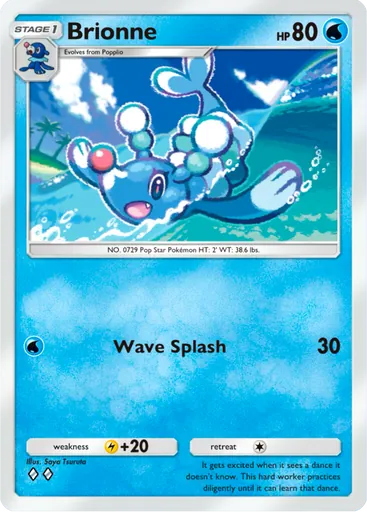 STAGE 1
Brionne
HP 80
Evolves from Popplio
NO. 0729 Pop Star Pokémon HT: 2' WT: 38.6 lbs.
Wave Splash 30
weakness +20
retreat
Illus. Saya Tsuruta
It gets excited when it sees a dance it
doesn't know. This hard worker practices
diligently until it can learn that dance.